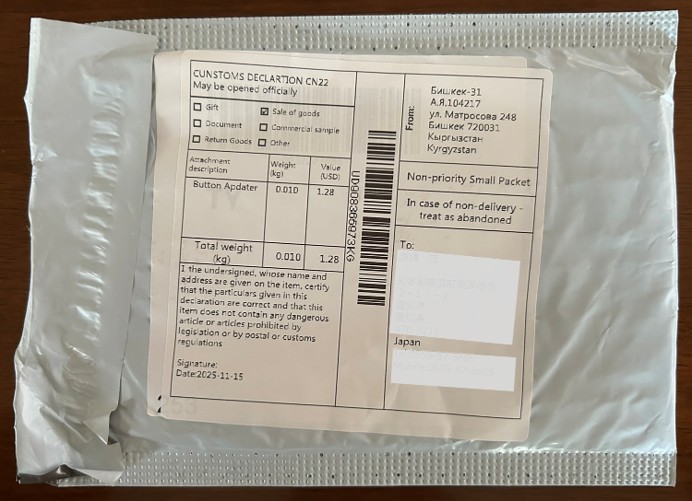 CUNSTOMS DECLARTION CN22
May be opened officially
Gift
Sale of goods
Document
Commercial sample
Return Goods
Other
Attachment description
Weight (kg)
Value (USD)
Button Apdater
0.010
1.28
Total weight (kg)
0.010
1.28
I the undersigned, whose name and
address are given on the item, certify
that the particulars given in this
declaration are correct and that this
item does not contain any dangerous
article or articles prohibited by
legislation or by postal or customs
regulations
Signature:
Date:2025-11-15
UD908366973KG
From:
Бишкек-31
А.Я.104217
ул. Матросова 248
Бишкек 720031
Кыргызстан
Kyrgyzstan
Non-priority Small Packet
In case of non-delivery -
treat as abandoned
To:
Japan